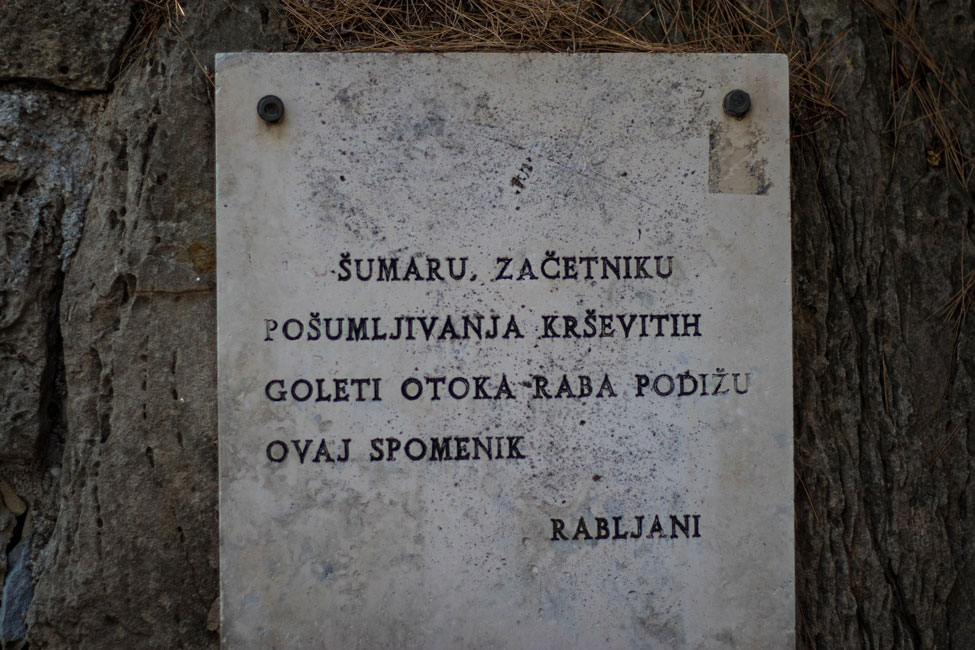 ŠUMARU, ZAČETNIKU
POŠUMLJIVANJA KRŠEVITIH
GOLETI OTOKA RABA PODIŽU
OVAJ SPOMENIK
RABLJANI